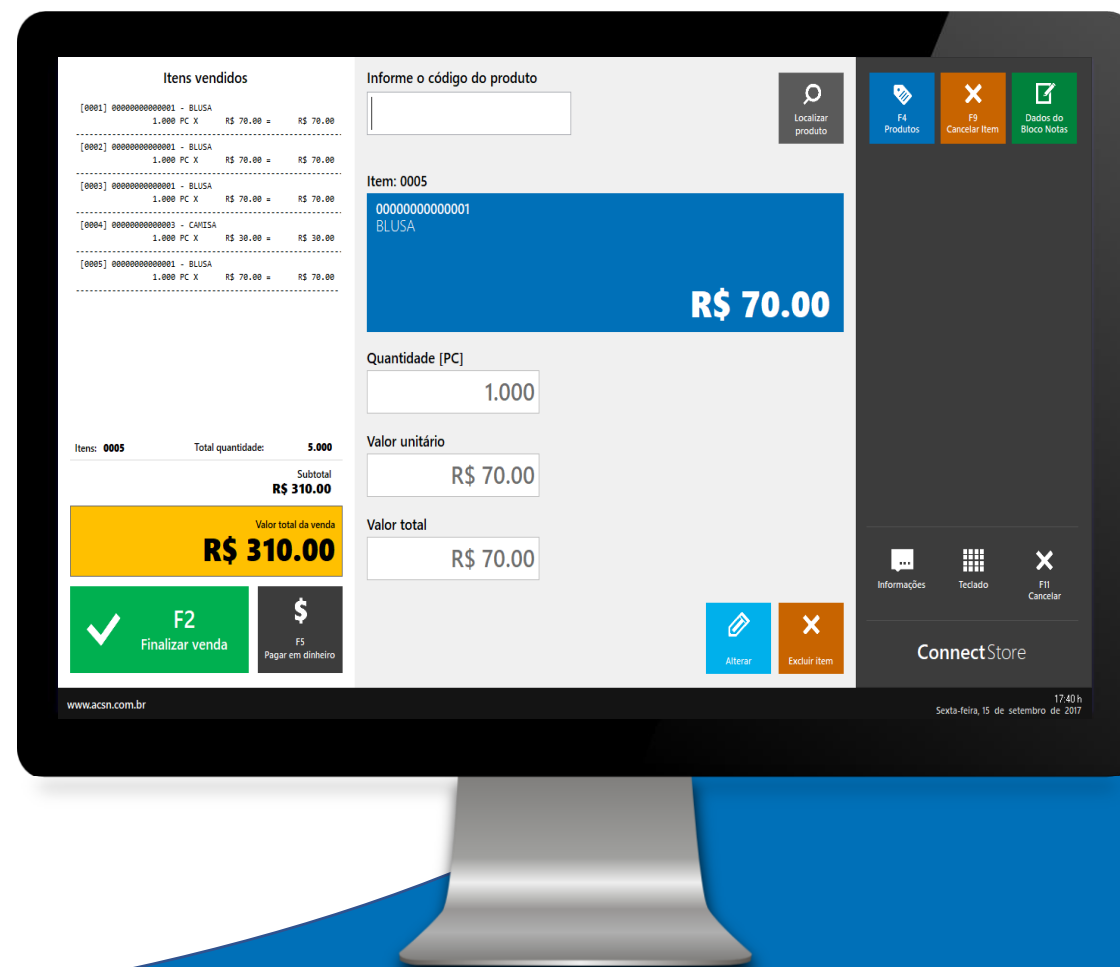 Itens vendidos
[0001] 00000000000001 - BLUSA
1.000 PC X R$ 70.00 = R$ 70.00
[0002] 00000000000001 - BLUSA
1.000 PC X R$ 70.00 = R$ 70.00
[0003] 00000000000001 - BLUSA
1.000 PC X R$ 70.00 = R$ 70.00
[0004] 00000000000003 - CAMISA
1.000 PC X R$ 30.00 = R$ 30.00
[0005] 00000000000001 - BLUSA
1.000 PC X R$ 70.00 = R$ 70.00
Itens: 0005 Total quantidade: 5.000
Subtotal
R$ 310.00
Valor total da venda
R$ 310.00
F2
Finalizar venda
$
F5
Pagar em dinheiro
Informe o código do produto
Localizar
produto
Item: 0005
00000000000001
BLUSA
R$ 70.00
Quantidade [PC]
1.000
Valor unitário
R$ 70.00
Valor total
R$ 70.00
Alterar
Excluir item
F4
Produtos
F9
Cancelar Item
Dados do
Bloco Notas
Informações
Teclado
F11
Cancelar
ConnectStore
www.acsn.com.br
17:40 h
Sexta-feira, 15 de setembro de 2017